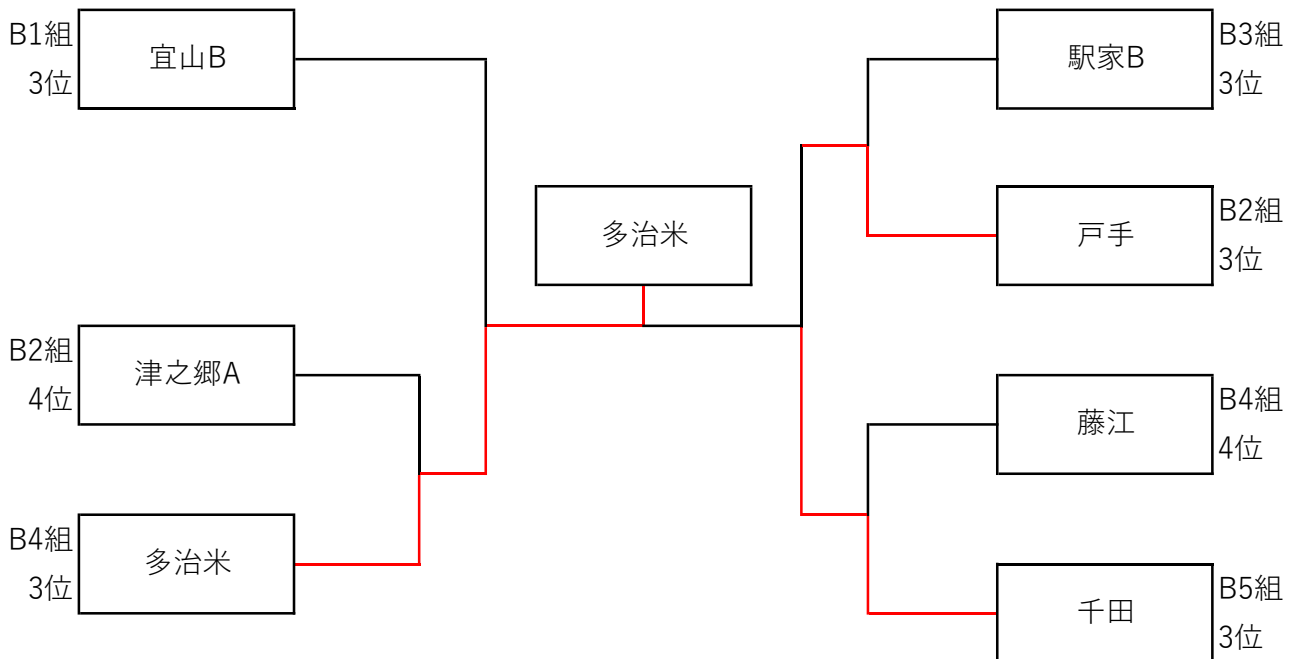 B1組
3位
宜山B
B2組
4位
津之郷A
B4組
3位
多治米
多治米
駅家B
B3組
3位
戸手
B2組
3位
藤江
B4組
4位
千田
B5組
3位